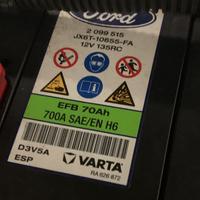 Ford
2 099 515
JX6T-10655-FA
12V 135RC
EFB 70Ah
700A SAE/EN H6
D3V5A
ESP
VARTA
RA 626 872